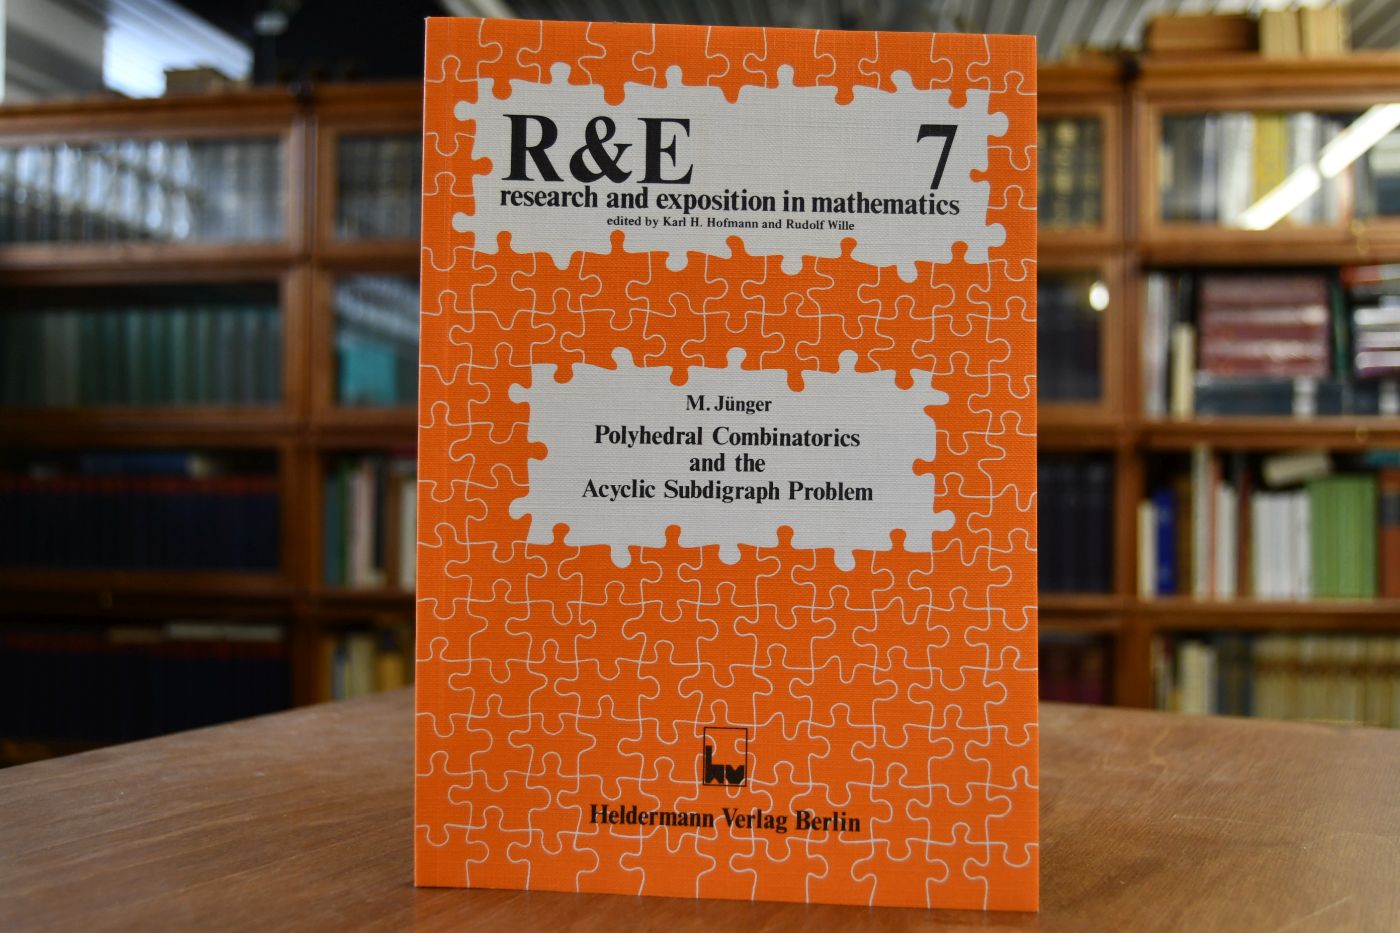 R&E 7
research and exposition in mathematics
edited by Karl H. Hofmann and Rudolf Wille
M. Jünger
Polyhedral Combinatorics
and the
Acyclic Subdigraph Problem
hv
Heldermann Verlag Berlin